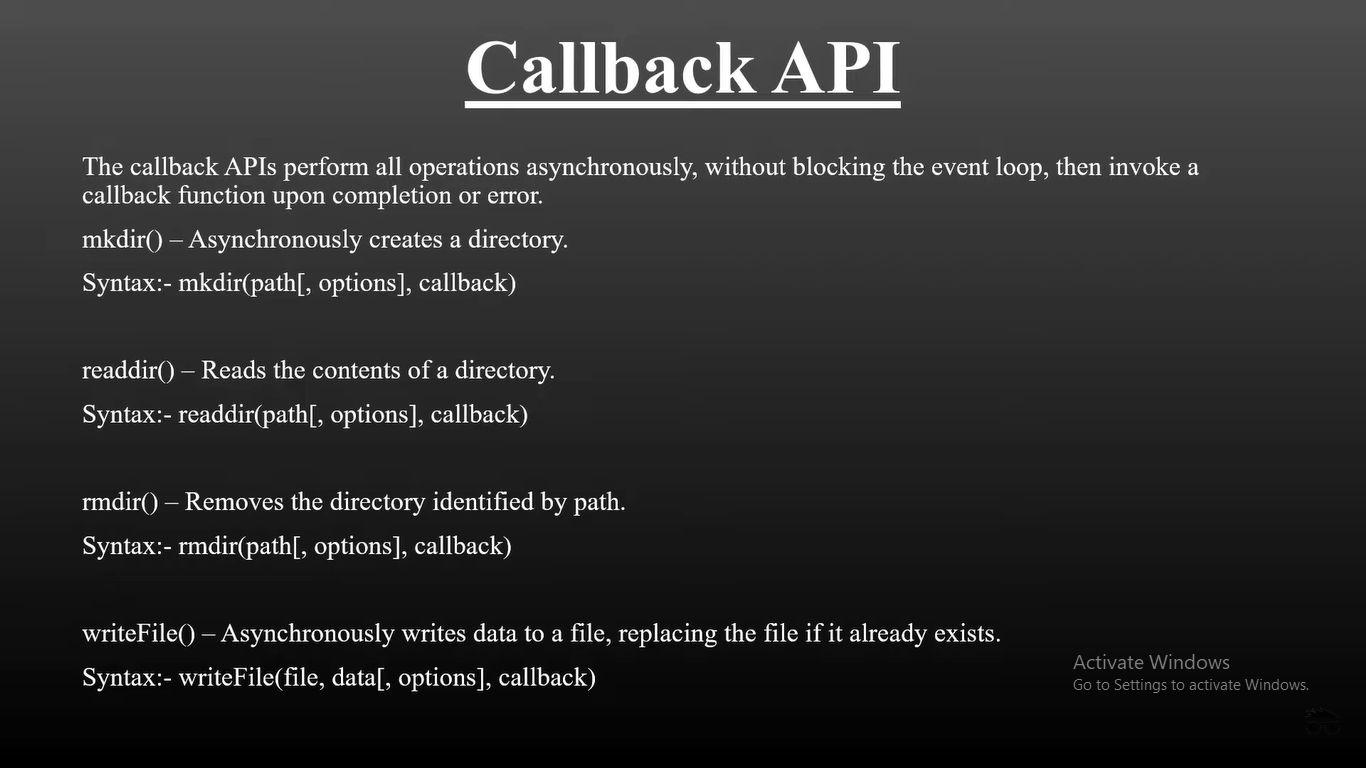 Callback API
The callback APIs perform all operations asynchronously, without blocking the event loop, then invoke a
callback function upon completion or error.
mkdir() – Asynchronously creates a directory.
Syntax:- mkdir(path[, options], callback)
readdir() – Reads the contents of a directory.
Syntax:- readdir(path[, options], callback)
rmdir() – Removes the directory identified by path.
Syntax:- rmdir(path[, options], callback)
writeFile() – Asynchronously writes data to a file, replacing the file if it already exists.
Syntax:- writeFile(file, data[, options], callback)
Activate Windows
Go to Settings to activate Windows.